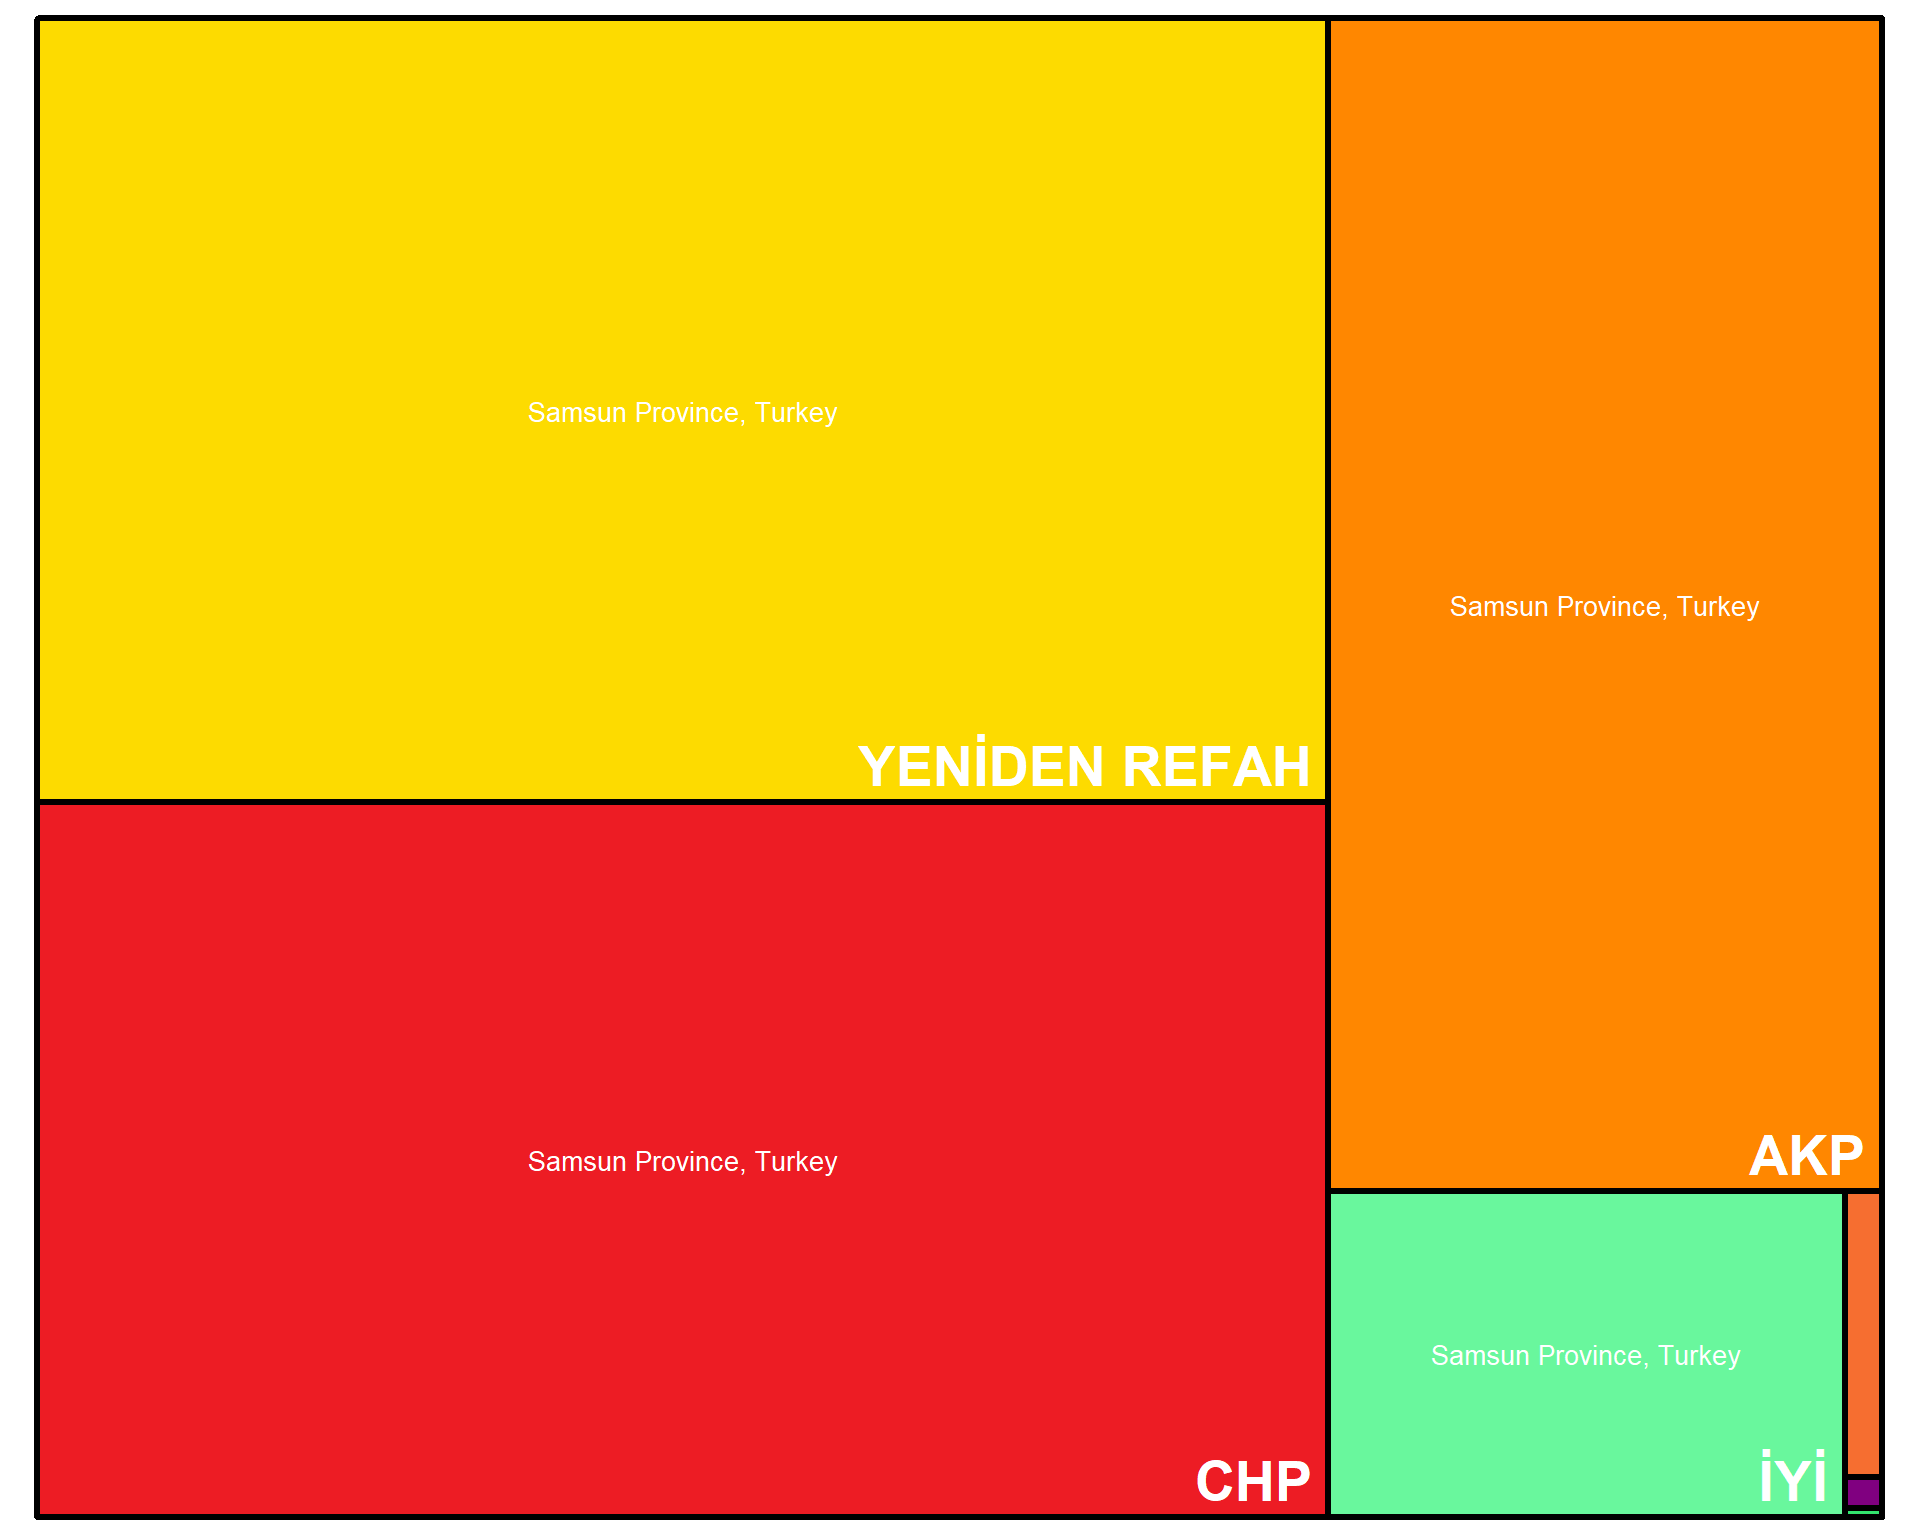 Samsun Province, Turkey
YENİDEN REFAH
Samsun Province, Turkey
CHP
Samsun Province, Turkey
AKP
Samsun Province, Turkey
İYİ